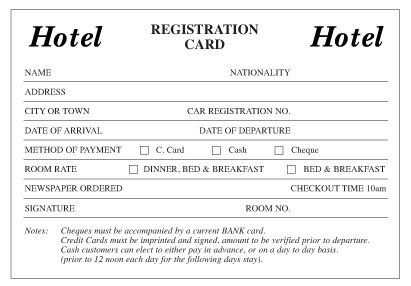 Hotel REGISTRATION CARD Hotel
NAME NATIONALITY
ADDRESS
CITY OR TOWN CAR REGISTRATION NO.
DATE OF ARRIVAL DATE OF DEPARTURE
METHOD OF PAYMENT C. Card Cash Cheque
ROOM RATE DINNER, BED & BREAKFAST BED & BREAKFAST
NEWSPAPER ORDERED CHECKOUT TIME 10am
SIGNATURE ROOM NO.
Notes: Cheques must be accompanied by a current BANK card.
Credit Cards must be imprinted and signed, amount to be verified prior to departure.
Cash customers can elect to either pay in advance, or on a day to day basis.
(prior to 12 noon each day for the following days stay).